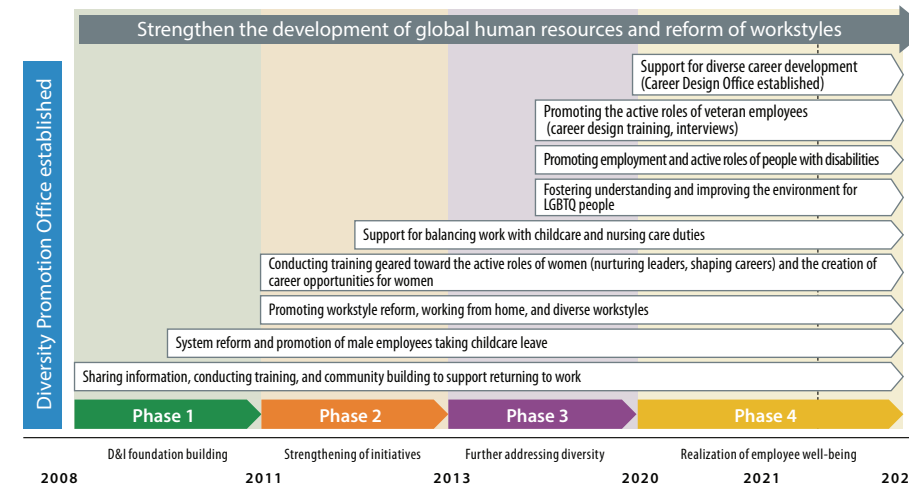 Strengthen the development of global human resources and reform of workstyles
Diversity Promotion Office established
Support for diverse career development
(Career Design Office established)
Promoting the active roles of veteran employees
(career design training, interviews)
Promoting employment and active roles of people with disabilities
Fostering understanding and improving the environment for
LGBTQ people
Support for balancing work with childcare and nursing care duties
Conducting training geared toward the active roles of women (nurturing leaders, shaping careers) and the creation of
career opportunities for women
Promoting workstyle reform, working from home, and diverse workstyles
System reform and promotion of male employees taking childcare leave
Sharing information, conducting training, and community building to support returning to work
Phase 1 Phase 2 Phase 3 Phase 4
D&I foundation building Strengthening of initiatives Further addressing diversity Realization of employee well-being
2008 2011 2013 2020 2021